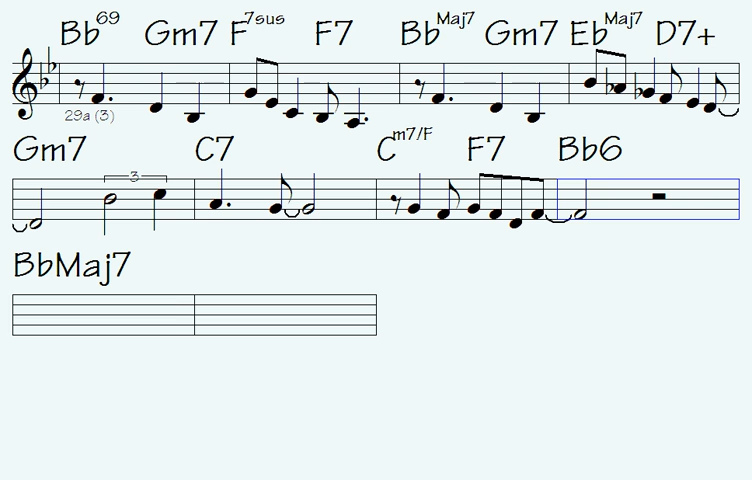 Bb69 Gm7 F7sus F7 BbMaj7 Gm7 EbMaj7 D7+
29a (3)
Gm7 C7 Cm7/F F7 Bb6
3
BbMaj7